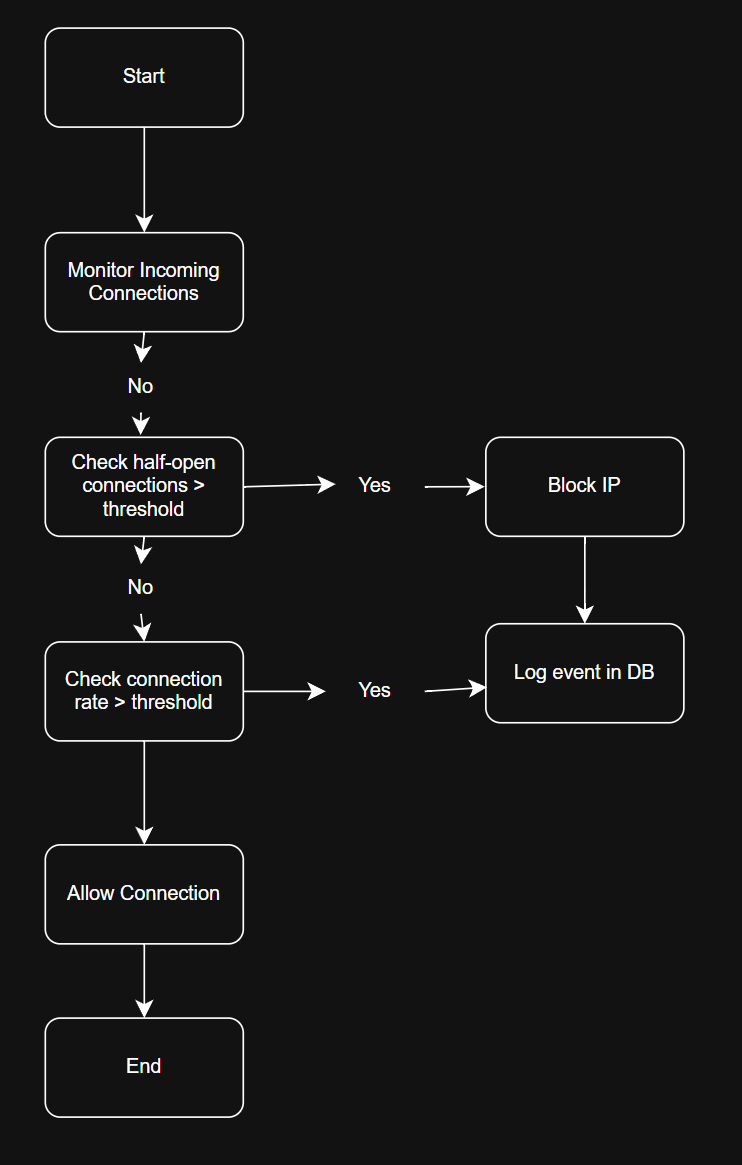 Start
Monitor Incoming
Connections
No
Check half-open
connections >
threshold
Yes
Block IP
No
Check connection
rate > threshold
Yes
Log event in DB
Allow Connection
End